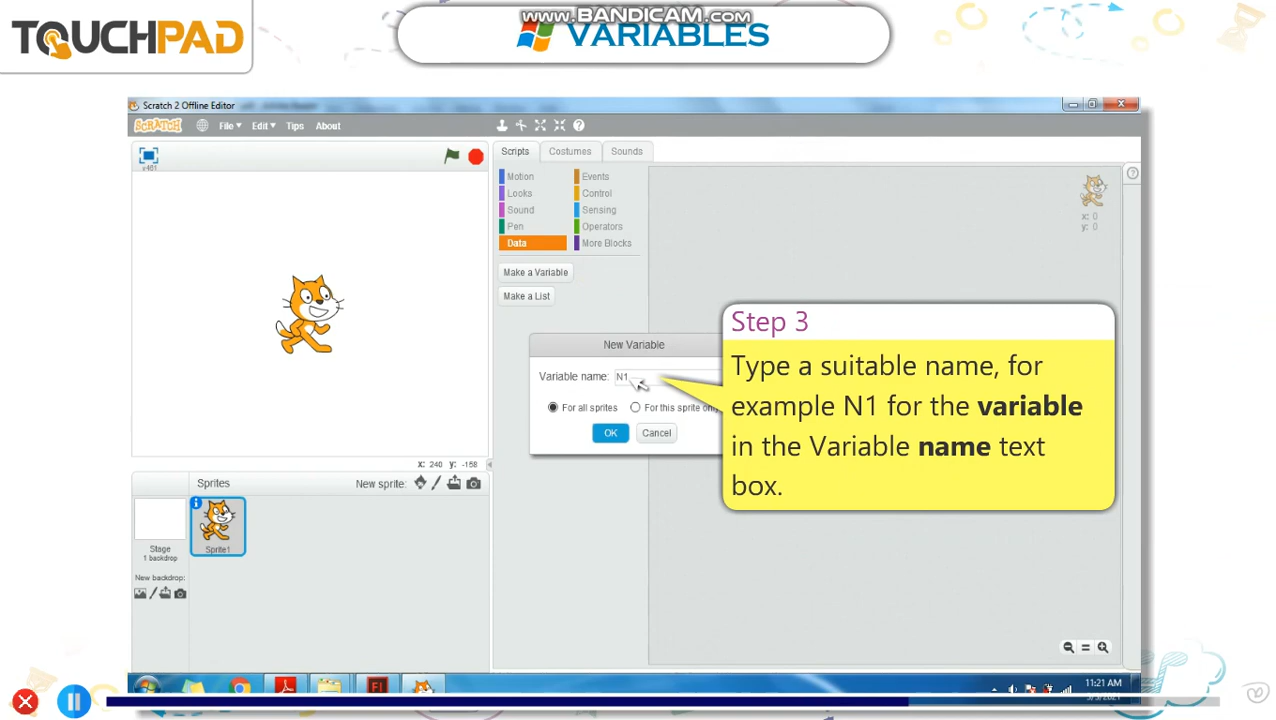 www.BANDICAM.com
TOUCHPAD
VARIABLES
Scratch 2 Offline Editor
SCRATCH
File
Edit
Tips
About
Scripts
Costumes
Sounds
v461
Motion
Events
Looks
Control
Sound
Sensing
Pen
Operators
Data
More Blocks
x: 0
y: 0
Make a Variable
Make a List
Step 3
Type a suitable name, for
example N1 for the variable
in the Variable name text
box.
New Variable
Variable name: N1
For all sprites
For this sprite only
OK
Cancel
x: 240 y: -158
Sprites
New sprite:
Stage
1 backdrop
Sprite1
New backdrop:
11:21 AM